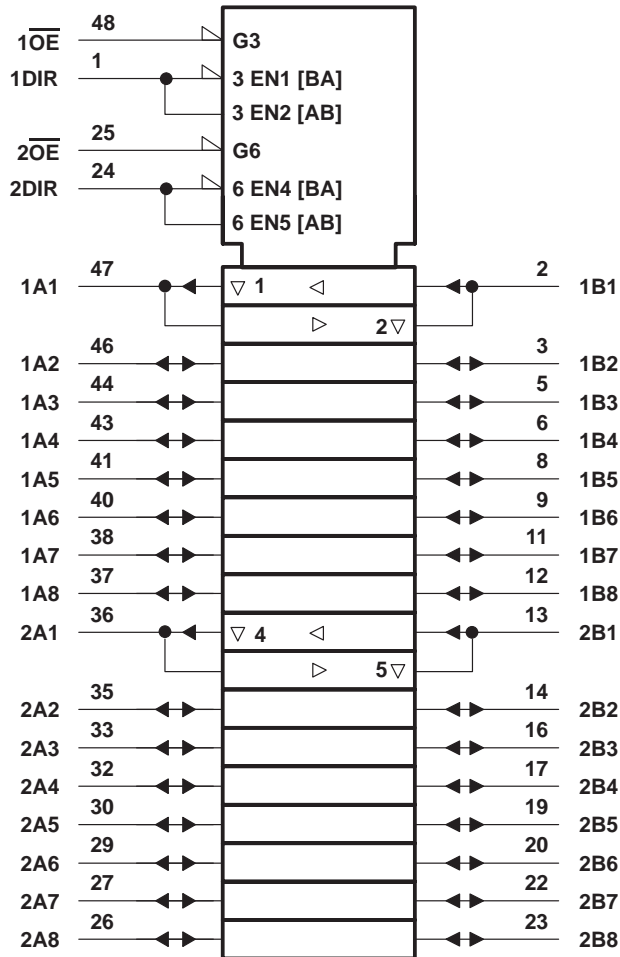 1OE 48 G3
1DIR 1 3 EN1 [BA]
3 EN2 [AB]
2OE 25 G6
2DIR 24 6 EN4 [BA]
6 EN5 [AB]
1A1 47 ▽ 1 ◁ 2 1B1
▷ 2 ▽
1A2 46 3 1B2
1A3 44 5 1B3
1A4 43 6 1B4
1A5 41 8 1B5
1A6 40 9 1B6
1A7 38 11 1B7
1A8 37 12 1B8
2A1 36 ▽ 4 ◁ 13 2B1
▷ 5 ▽
2A2 35 14 2B2
2A3 33 16 2B3
2A4 32 17 2B4
2A5 30 19 2B5
2A6 29 20 2B6
2A7 27 22 2B7
2A8 26 23 2B8